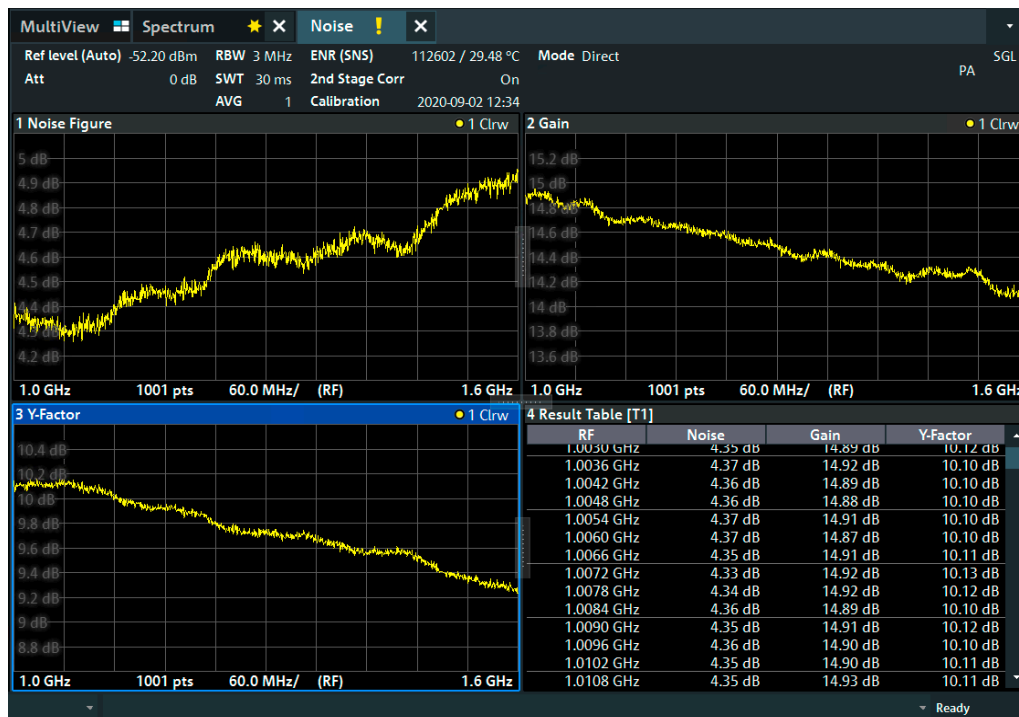 MultiView Spectrum Noise
Ref level (Auto) -52.20 dBm RBW 3 MHz ENR (SNS) 112602 / 29.48 °C Mode Direct SGL
Att 0 dB SWT 30 ms 2nd Stage Corr On PA
AVG 1 Calibration 2020-09-02 12:34
1 Noise Figure 1 Clrw
5 dB
4.9 dB
4.8 dB
4.7 dB
4.6 dB
4.5 dB
4.4 dB
4.3 dB
4.2 dB
1.0 GHz 1001 pts 60.0 MHz/ (RF) 1.6 GHz
2 Gain 1 Clrw
15.2 dB
15 dB
14.8 dB
14.6 dB
14.4 dB
14.2 dB
14 dB
13.8 dB
13.6 dB
1.0 GHz 1001 pts 60.0 MHz/ (RF) 1.6 GHz
3 Y-Factor 1 Clrw
10.4 dB
10.2 dB
10 dB
9.8 dB
9.6 dB
9.4 dB
9.2 dB
9 dB
8.8 dB
1.0 GHz 1001 pts 60.0 MHz/ (RF) 1.6 GHz
4 Result Table [T1]
RF Noise Gain Y-Factor
1.0030 GHz 4.35 dB 14.89 dB 10.12 dB
1.0036 GHz 4.37 dB 14.92 dB 10.10 dB
1.0042 GHz 4.36 dB 14.89 dB 10.10 dB
1.0048 GHz 4.36 dB 14.88 dB 10.10 dB
1.0054 GHz 4.37 dB 14.91 dB 10.10 dB
1.0060 GHz 4.37 dB 14.87 dB 10.10 dB
1.0066 GHz 4.35 dB 14.91 dB 10.11 dB
1.0072 GHz 4.33 dB 14.92 dB 10.13 dB
1.0078 GHz 4.34 dB 14.92 dB 10.12 dB
1.0084 GHz 4.36 dB 14.89 dB 10.10 dB
1.0090 GHz 4.35 dB 14.91 dB 10.12 dB
1.0096 GHz 4.36 dB 14.90 dB 10.10 dB
1.0102 GHz 4.35 dB 14.90 dB 10.11 dB
1.0108 GHz 4.35 dB 14.93 dB 10.11 dB
Ready